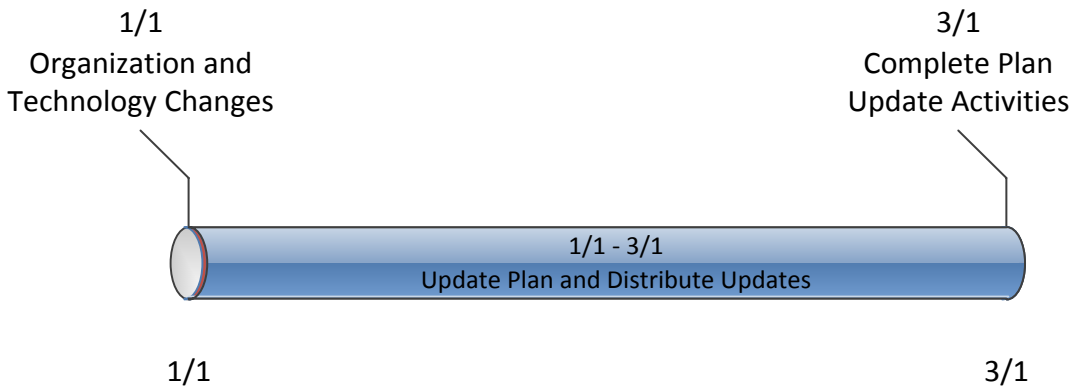 1/1
Organization and
Technology Changes
3/1
Complete Plan
Update Activities
1/1 - 3/1
Update Plan and Distribute Updates
1/1
3/1